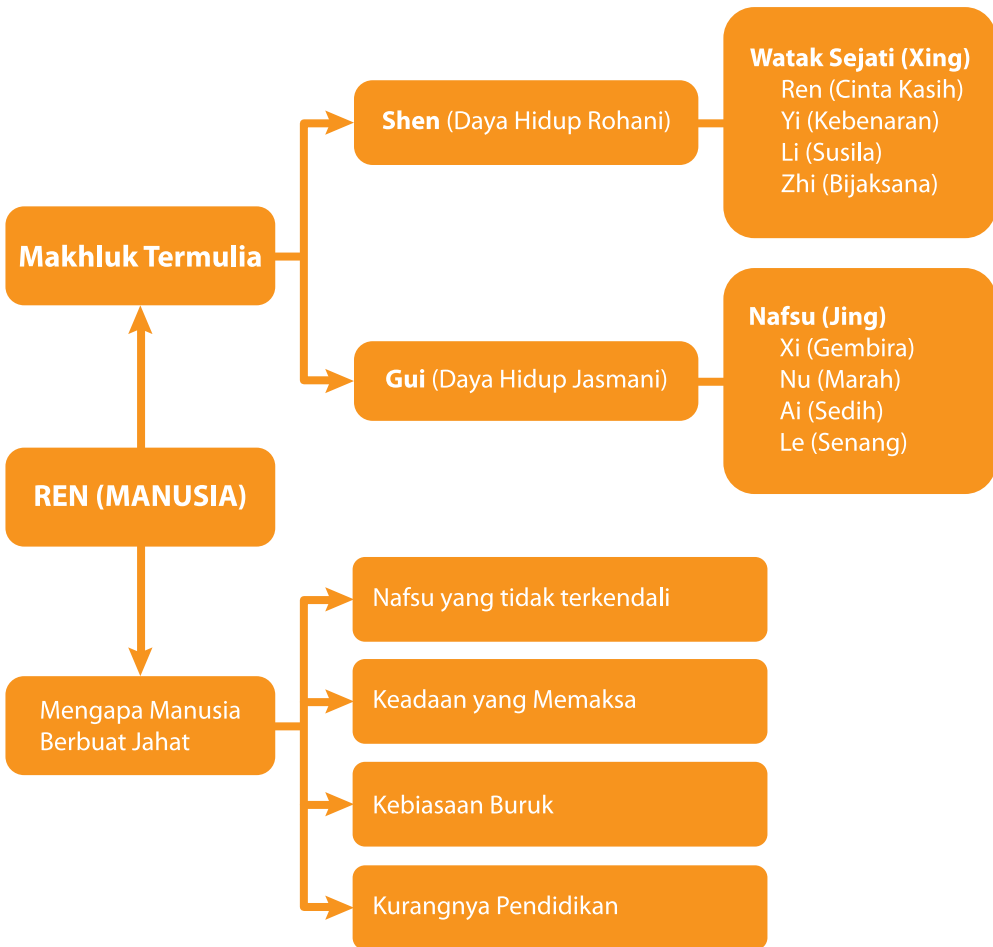 Makhluk Termulia
Shen (Daya Hidup Rohani)
Watak Sejati (Xing)
Ren (Cinta Kasih)
Yi (Kebenaran)
Li (Susila)
Zhi (Bijaksana)
Gui (Daya Hidup Jasmani)
Nafsu (Jing)
Xi (Gembira)
Nu (Marah)
Ai (Sedih)
Le (Senang)
REN (MANUSIA)
Mengapa Manusia
Berbuat Jahat
Nafsu yang tidak terkendali
Keadaan yang Memaksa
Kebiasaan Buruk
Kurangnya Pendidikan